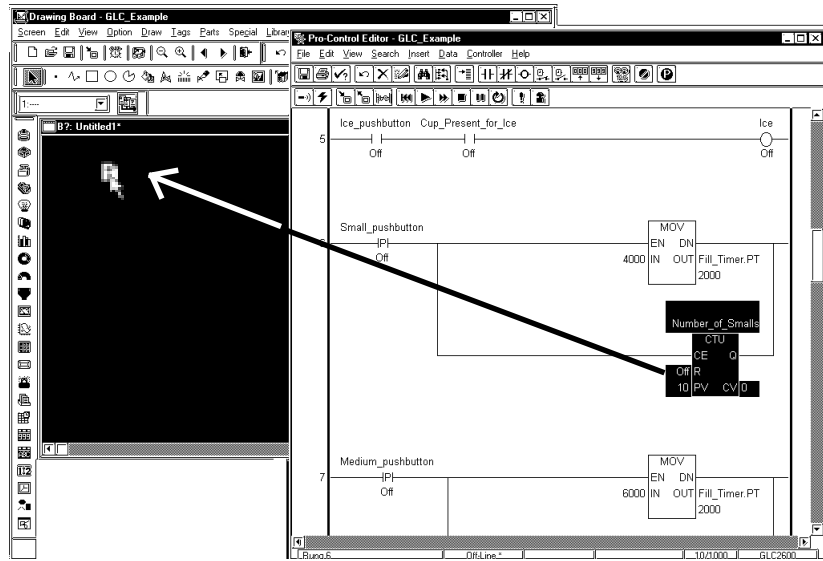 Drawing Board - GLC_Example
Screen Edit View Option Draw Tags Parts Special Librar
1:----
B?: Untitled1*
Pro-Control Editor - GLC_Example
File Edit View Search Insert Data Controller Help
Ice_pushbutton Cup_Present_for_Ice Ice
5
Off Off Off
Small_pushbutton MOV
P EN DN
Off 4000 IN OUT Fill_Timer.PT
2000
Number_of_Smalls
CTU
CE Q
Off R
10 PV CV 0
Medium_pushbutton MOV
7 P EN DN
Off 6000 IN OUT Fill_Timer.PT
2000
Rung 6 Off-Line * 10/1000 GLC2600